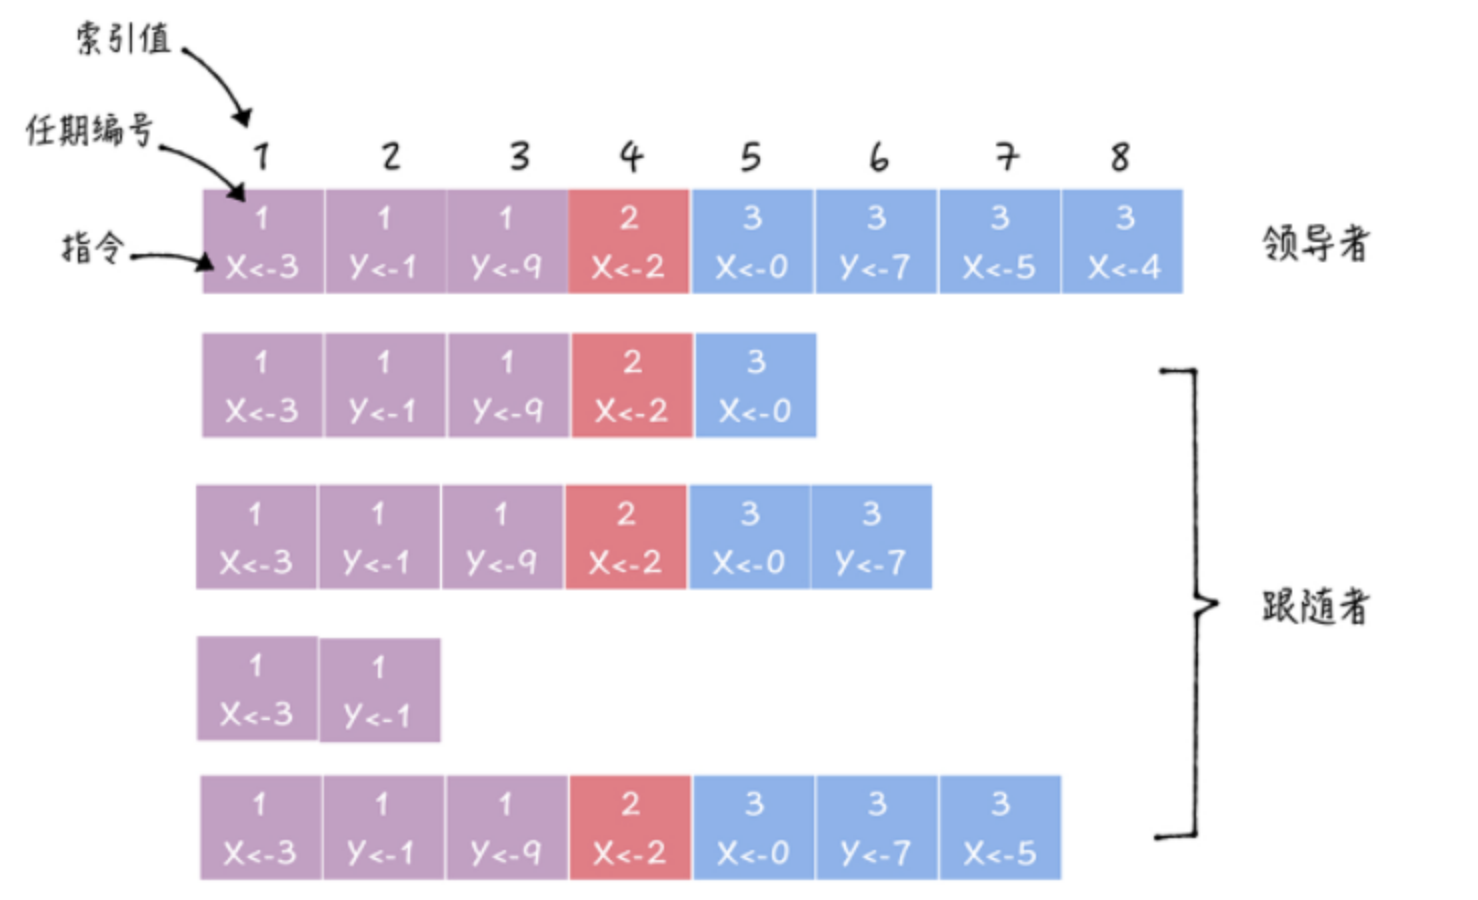 索引值
任期编号
1 2 3 4 5 6 7 8
1 1 1 2 3 3 3 3
指令
X<-3 Y<-1 Y<-9 X<-2 X<-0 Y<-7 X<-5 X<-4
领导者
1 1 1 2 3
X<-3 Y<-1 Y<-9 X<-2 X<-0
1 1 1 2 3 3
X<-3 Y<-1 Y<-9 X<-2 X<-0 Y<-7
跟随者
1 1
X<-3 Y<-1
1 1 1 2 3 3 3
X<-3 Y<-1 Y<-9 X<-2 X<-0 Y<-7 X<-5